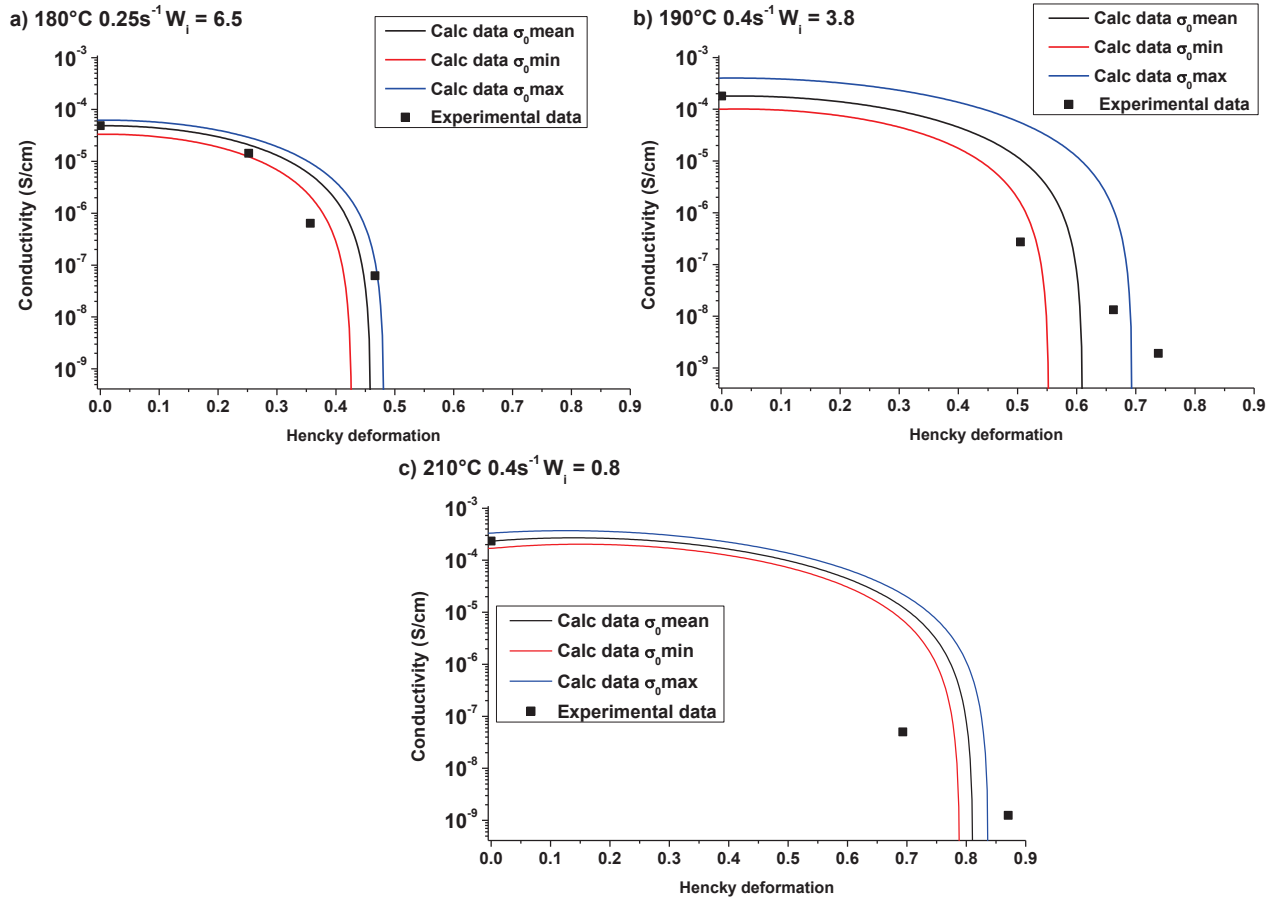 a) 180°C 0.25s⁻¹ Wᵢ = 6.5
Calc data σ₀mean
Calc data σ₀min
Calc data σ₀max
Experimental data
10⁻³
10⁻⁴
10⁻⁵
10⁻⁶
10⁻⁷
10⁻⁸
10⁻⁹
Conductivity (S/cm)
0.0 0.1 0.2 0.3 0.4 0.5 0.6 0.7 0.8 0.9
Hencky deformation
b) 190°C 0.4s⁻¹ Wᵢ = 3.8
Calc data σ₀mean
Calc data σ₀min
Calc data σ₀max
Experimental data
10⁻³
10⁻⁴
10⁻⁵
10⁻⁶
10⁻⁷
10⁻⁸
10⁻⁹
Conductivity (S/cm)
0.0 0.1 0.2 0.3 0.4 0.5 0.6 0.7 0.8 0.9
Hencky deformation
c) 210°C 0.4s⁻¹ Wᵢ = 0.8
10⁻³
10⁻⁴
10⁻⁵
10⁻⁶
10⁻⁷
10⁻⁸
10⁻⁹
Conductivity (S/cm)
Calc data σ₀mean
Calc data σ₀min
Calc data σ₀max
Experimental data
0.0 0.1 0.2 0.3 0.4 0.5 0.6 0.7 0.8 0.9
Hencky deformation